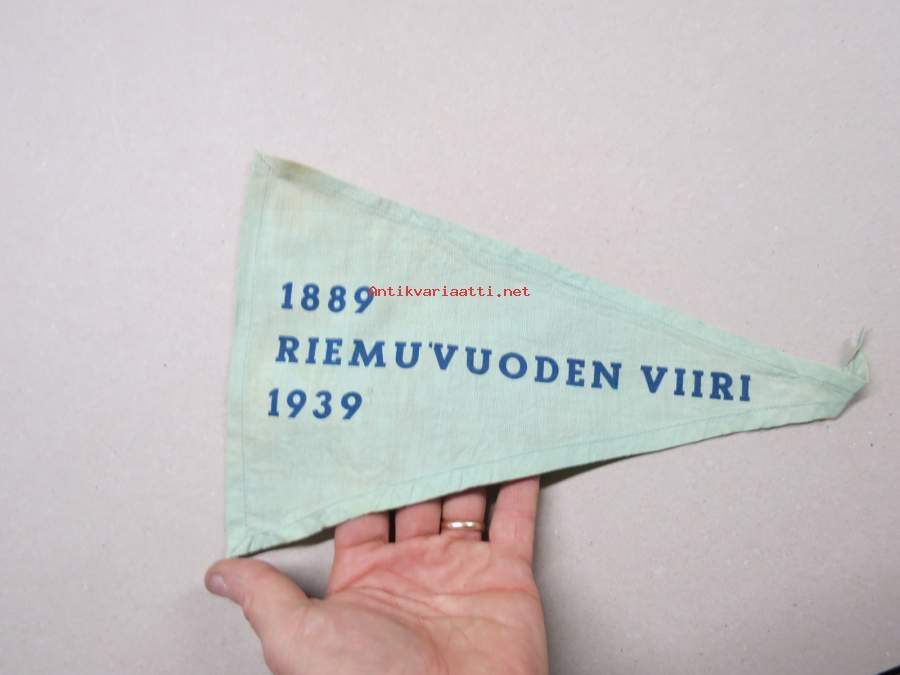 1889
Antikvariaatti.net
RIEMUVUODEN VIIRI
1939